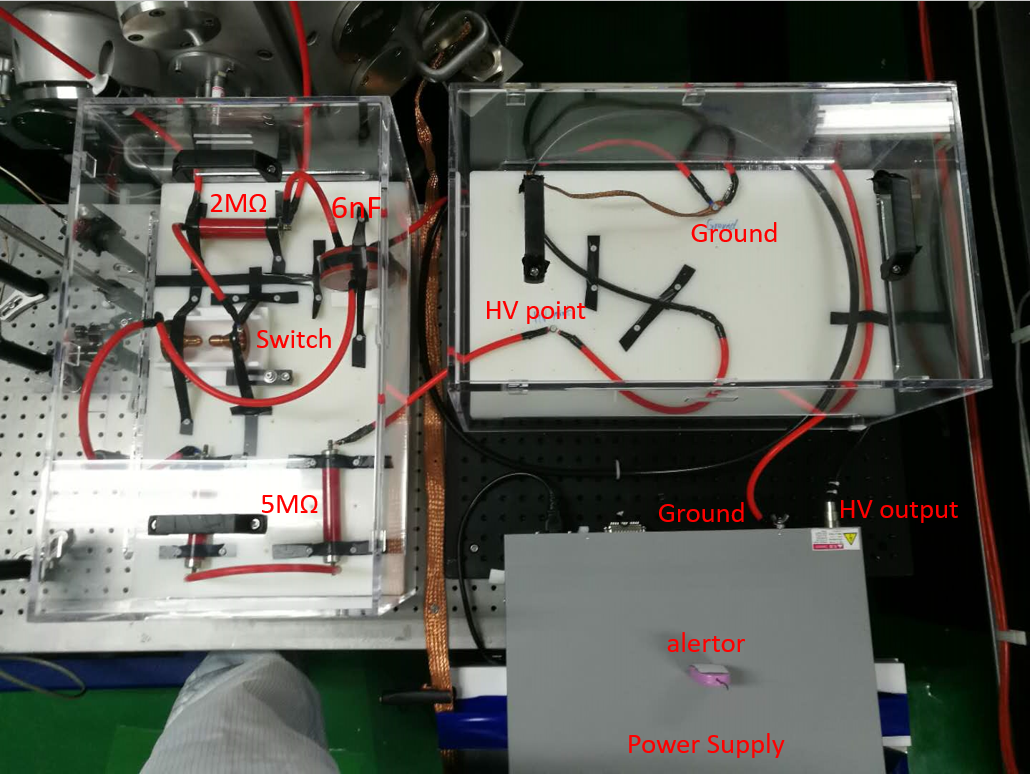 2MΩ
6nF
Ground
HV point
Switch
5MΩ
Ground
HV output
alertor
Power Supply